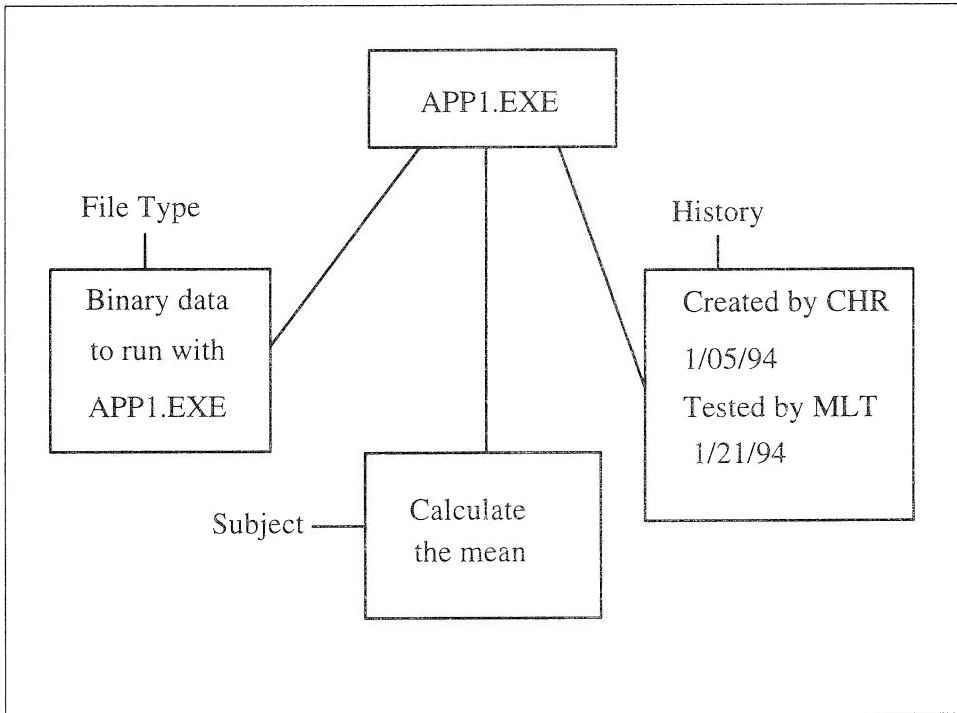 APP1.EXE
File Type
Binary data
to run with
APP1.EXE
Subject
Calculate
the mean
History
Created by CHR
1/05/94
Tested by MLT
1/21/94